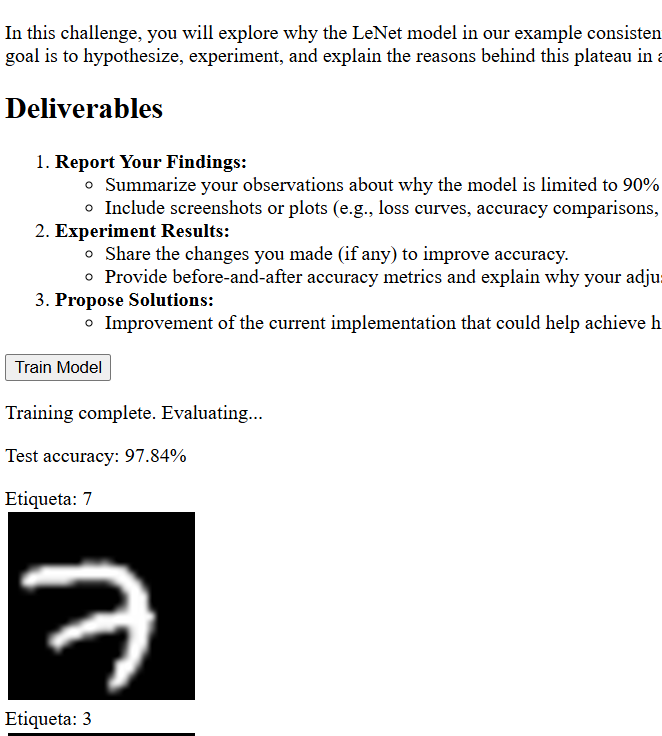 In this challenge, you will explore why the LeNet model in our example
goal is to hypothesize, experiment, and explain the reasons behind this plateau in
Deliverables
1. Report Your Findings:
Summarize your observations about why the model is limited to 90%
Include screenshots or plots (e.g., loss curves, accuracy comparisons,
2. Experiment Results:
Share the changes you made (if any) to improve accuracy.
Provide before-and-after accuracy metrics and explain why your
3. Propose Solutions:
Improvement of the current implementation that could help achieve
Train Model
Training complete. Evaluating...
Test accuracy: 97.84%
Etiqueta: 7
Etiqueta: 3